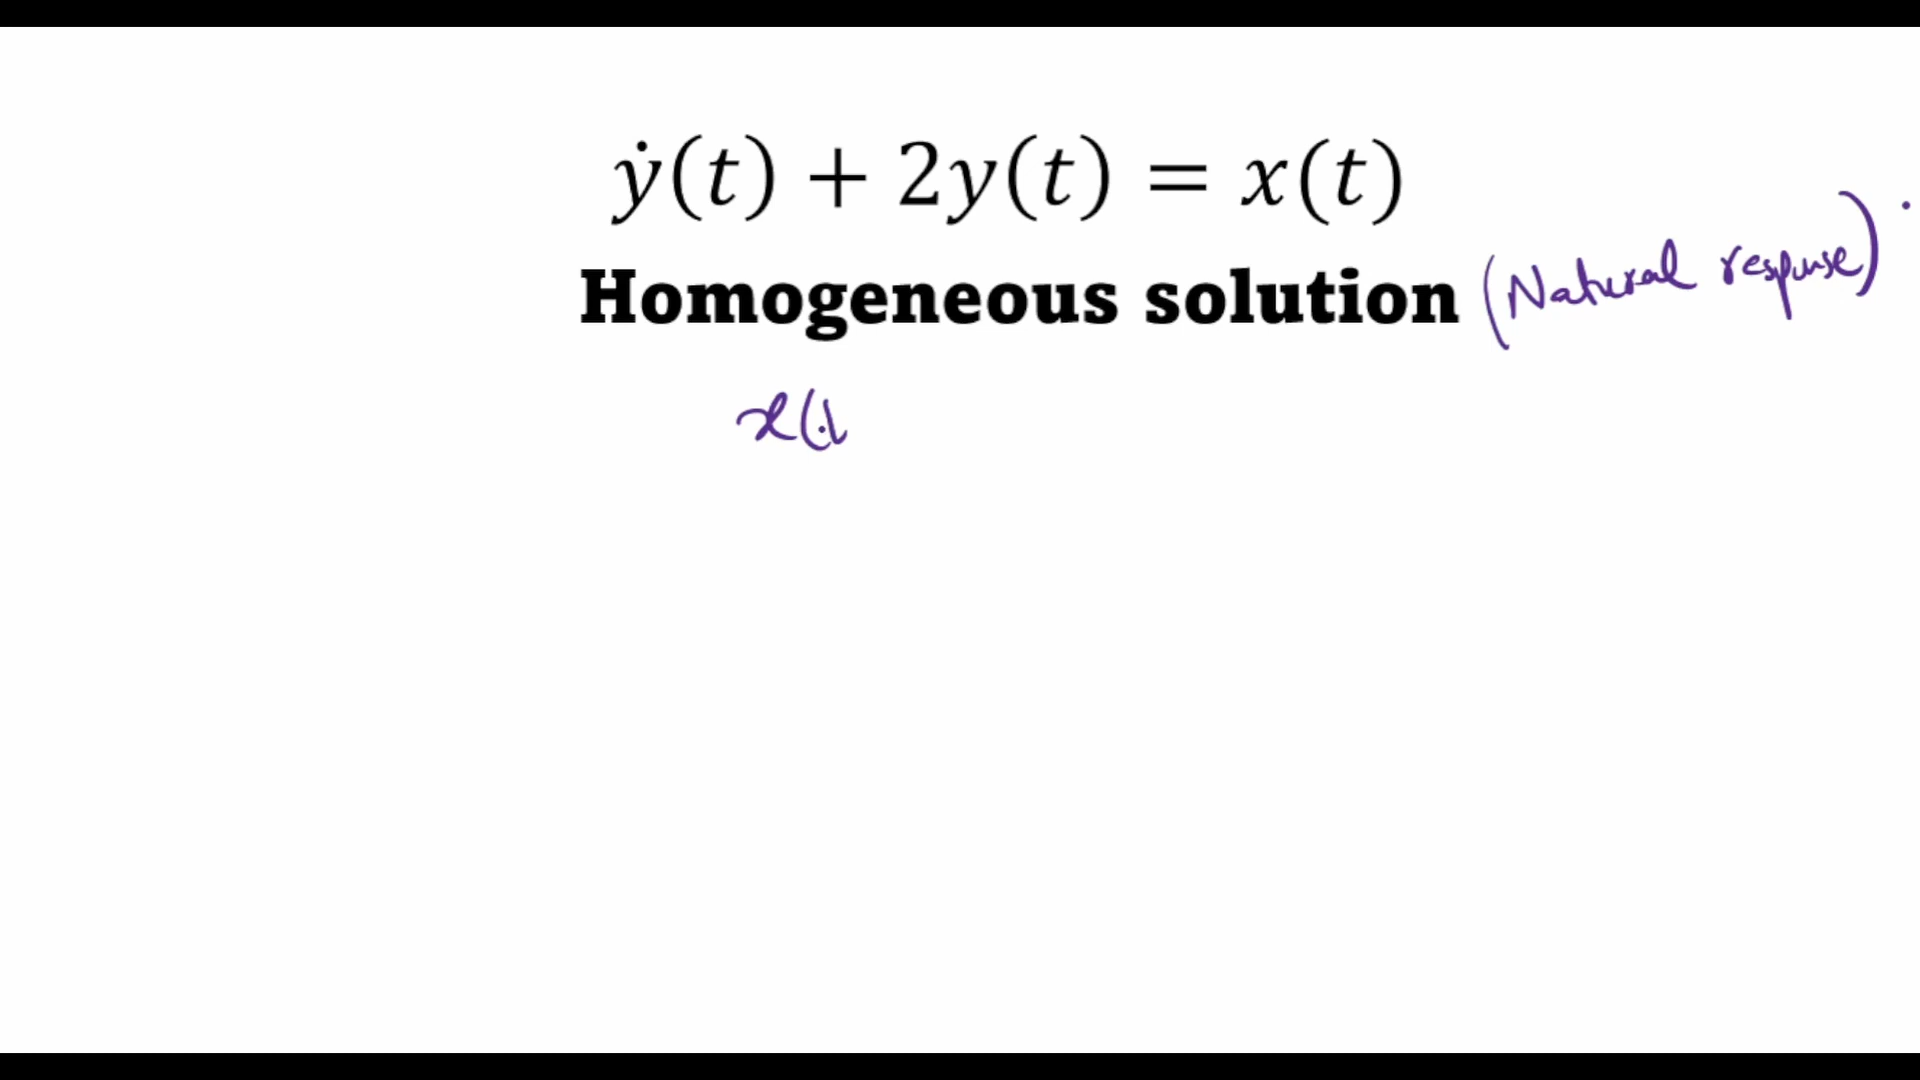 ẏ(t) + 2y(t) = x(t)
Homogeneous solution (Natural response)
x(t